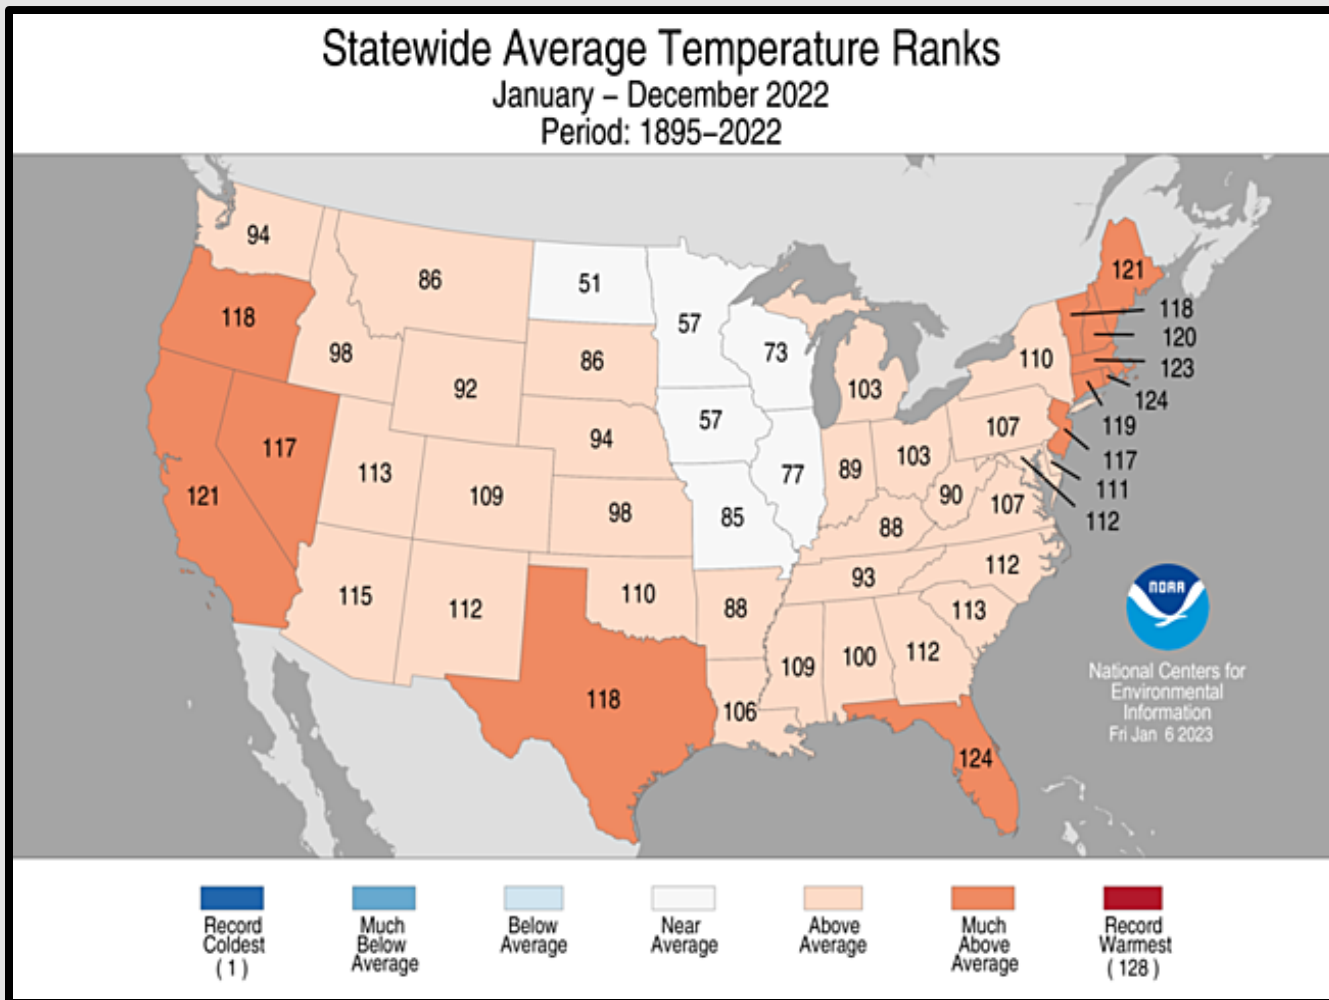 Statewide Average Temperature Ranks
January – December 2022
Period: 1895–2022
94
86
51
57
73
103
110
121
118
120
123
124
119
117
111
112
118
98
92
86
57
94
77
89
103
107
117
113
109
98
85
88
90
107
121
115
112
110
88
93
112
113
118
106
109
100
112
124
NOAA
National Centers for
Environmental
Information
Fri Jan 6 2023
Record
Coldest
( 1 )
Much
Below
Average
Below
Average
Near
Average
Above
Average
Much
Above
Average
Record
Warmest
( 128 )